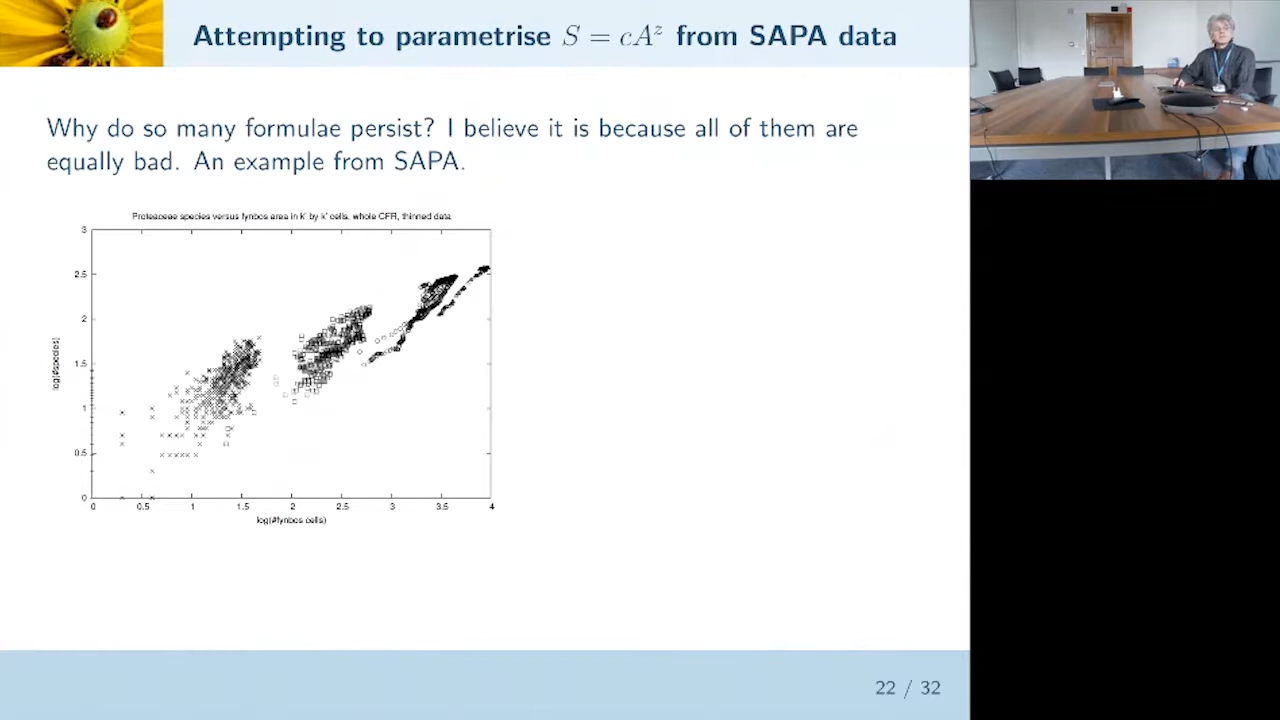 Attempting to parametrise S = cA^z from SAPA data
Why do so many formulae persist? I believe it is because all of them are
equally bad. An example from SAPA.
Proteaceae species versus fynbos area in k' by k' cells, whole CFR, thinned data
3
2.5
2
1.5
1
0.5
0
log(#species)
0 0.5 1 1.5 2 2.5 3 3.5 4
log(#fynbos cells)
22 / 32